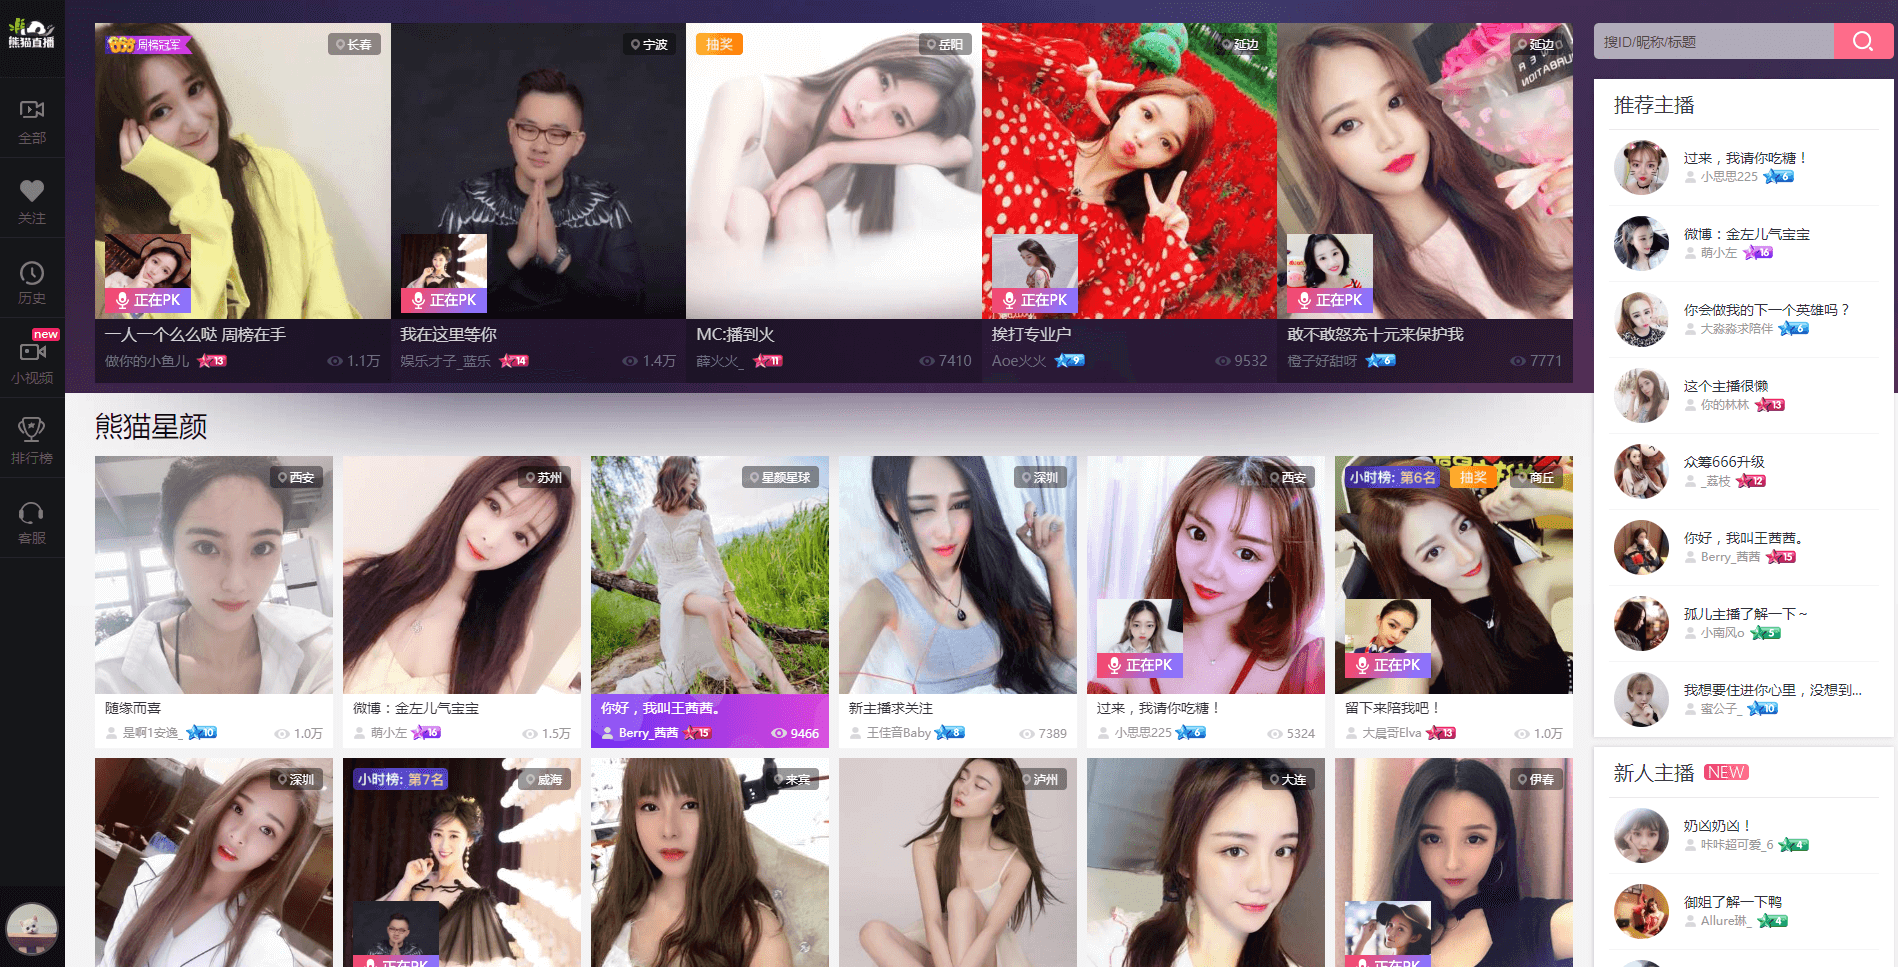 熊猫直播
全部
关注
历史
new
小视频
排行榜
客服
周榜冠军
长春
正在PK
一人一个么么哒 周榜在手
做你的小鱼儿 13 1.1万
宁波
正在PK
我在这里等你
娱乐才子_蓝乐 14 1.4万
抽奖
岳阳
MC:播到火
薛火火_ 11 7410
延边
正在PK
挨打专业户
Aoe火火 9 9532
延边
正在PK
敢不敢怒充十元来保护我
橙子好甜呀 6 7771
熊猫星颜
西安
随缘而喜
是啊1安逸_ 10 1.0万
苏州
微博：金左儿气宝宝
萌小左 16 1.5万
星颜星球
你好，我叫王茜茜。
Berry_茜茜 15 9466
深圳
新主播求关注
王佳音Baby 8 7389
西安
正在PK
过来，我请你吃糖！
小思思225 6 5324
小时榜: 第6名
抽奖
商丘
正在PK
留下来陪我吧！
大晨哥Elva 13 1.0万
深圳
小时榜: 第7名
威海
正在PK
来宾
泸州
大连
伊春
正在PK
搜ID/昵称/标题
推荐主播
过来，我请你吃糖！
小思思225 6
微博：金左儿气宝宝
萌小左 16
你会做我的下一个英雄吗？
大淼淼求陪伴 6
这个主播很懒
你的林林 13
众筹666升级
_荔枝 12
你好，我叫王茜茜。
Berry_茜茜 15
孤儿主播了解一下～
小南风o 5
我想要住进你心里，没想到...
蜜公子_ 10
新人主播 NEW
奶凶奶凶！
咔咔超可爱_6 4
御姐了解一下鸭
Allure琳_ 4